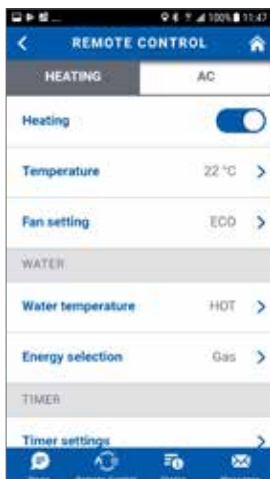 100% 11:47
REMOTE CONTROL
HEATING AC
Heating
Temperature 22 °C
Fan setting ECO
WATER
Water temperature HOT
Energy selection Gas
TIMER
Timer settings